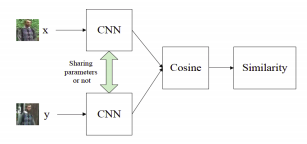 x
CNN
Sharing
parameters
or not
Cosine
Similarity
y
CNN